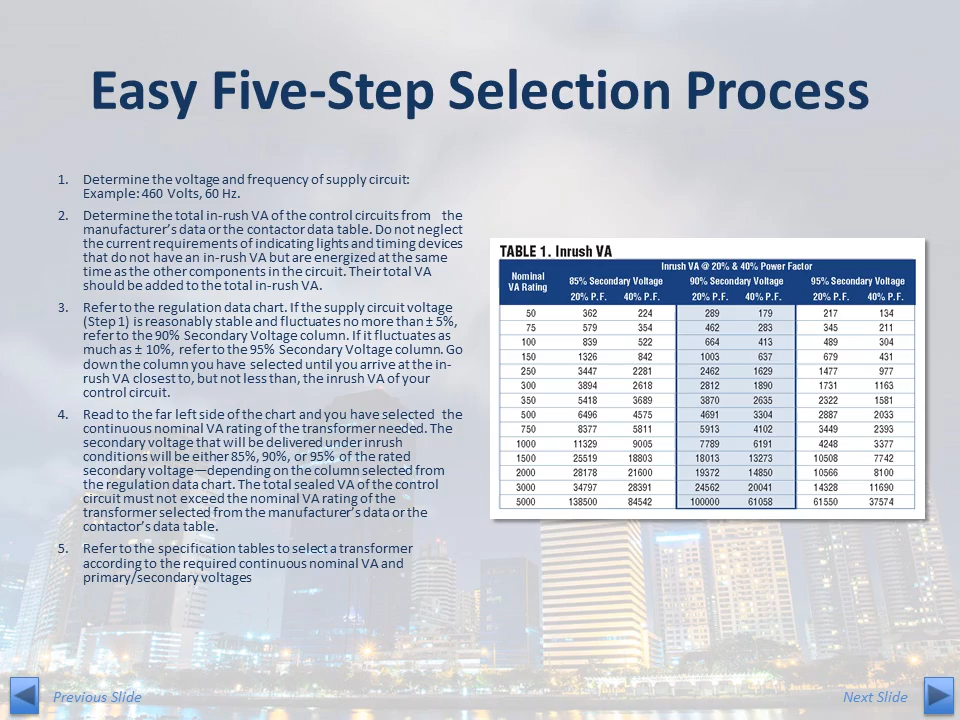 Easy Five-Step Selection Process
1. Determine the voltage and frequency of supply circuit:
Example: 460 Volts, 60 Hz.
2. Determine the total in-rush VA of the control circuits from the
manufacturer's data or the contactor data table. Do not neglect
the current requirements of indicating lights and timing devices
that do not have an in-rush VA but are energized at the same
time as the other components in the circuit. Their total VA
should be added to the total in-rush VA.
3. Refer to the regulation data chart. If the supply circuit voltage
(Step 1) is reasonably stable and fluctuates no more than ± 5%,
refer to the 90% Secondary Voltage column. If it fluctuates as
much as ± 10%, refer to the 95% Secondary Voltage column. Go
down the column you have selected until you arrive at the in-
rush VA closest to, but not less than, the inrush VA of your
control circuit.
4. Read to the far left side of the chart and you have selected the
continuous nominal VA rating of the transformer needed. The
secondary voltage that will be delivered under inrush
conditions will be either 85%, 90%, or 95% of the rated
secondary voltage—depending on the column selected from
the regulation data chart. The total sealed VA of the control
circuit must not exceed the nominal VA rating of the
transformer selected from the manufacturer's data or the
contactor's data table.
5. Refer to the specification tables to select a transformer
according to the required continuous nominal VA and
primary/secondary voltages
TABLE 1. Inrush VA
Nominal VA Rating
Inrush VA @ 20% & 40% Power Factor
85% Secondary Voltage 90% Secondary Voltage 95% Secondary Voltage
20% P.F. 40% P.F. 20% P.F. 40% P.F. 20% P.F. 40% P.F.
50 362 224 289 179 217 134
75 579 354 462 283 345 211
100 839 522 664 413 489 304
150 1326 842 1003 637 679 431
250 3447 2281 2462 1629 1477 977
300 3894 2618 2812 1890 1731 1163
350 5418 3689 3870 2635 2322 1581
500 6496 4575 4691 3304 2887 2033
750 8377 5811 5913 4102 3449 2393
1000 11329 9005 7789 6191 4248 3377
1500 25519 18803 18013 13273 10508 7742
2000 28178 21600 19372 14850 10566 8100
3000 34797 28391 24562 20041 14328 11690
5000 138500 84542 100000 61058 61550 37574
Previous Slide
Next Slide